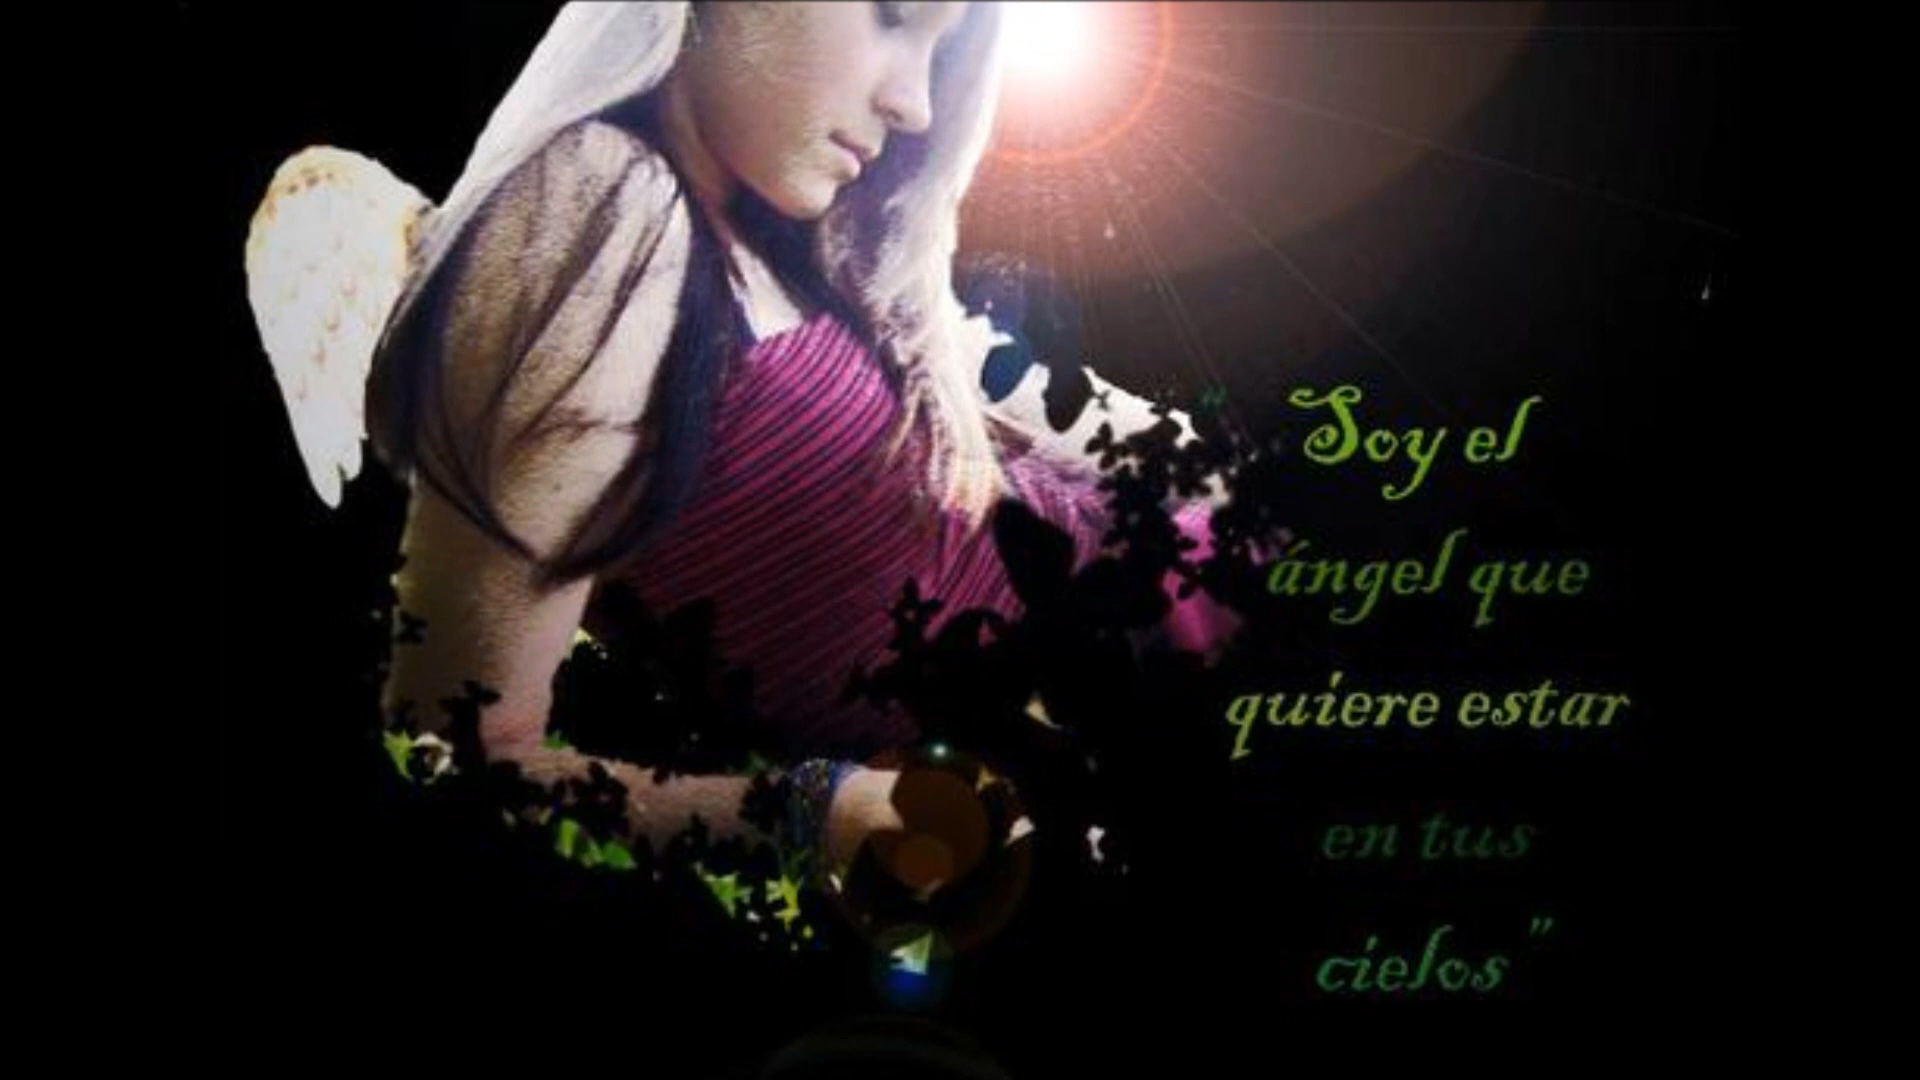 " Soy el
ángel que
quiere estar
en tus
cielos "